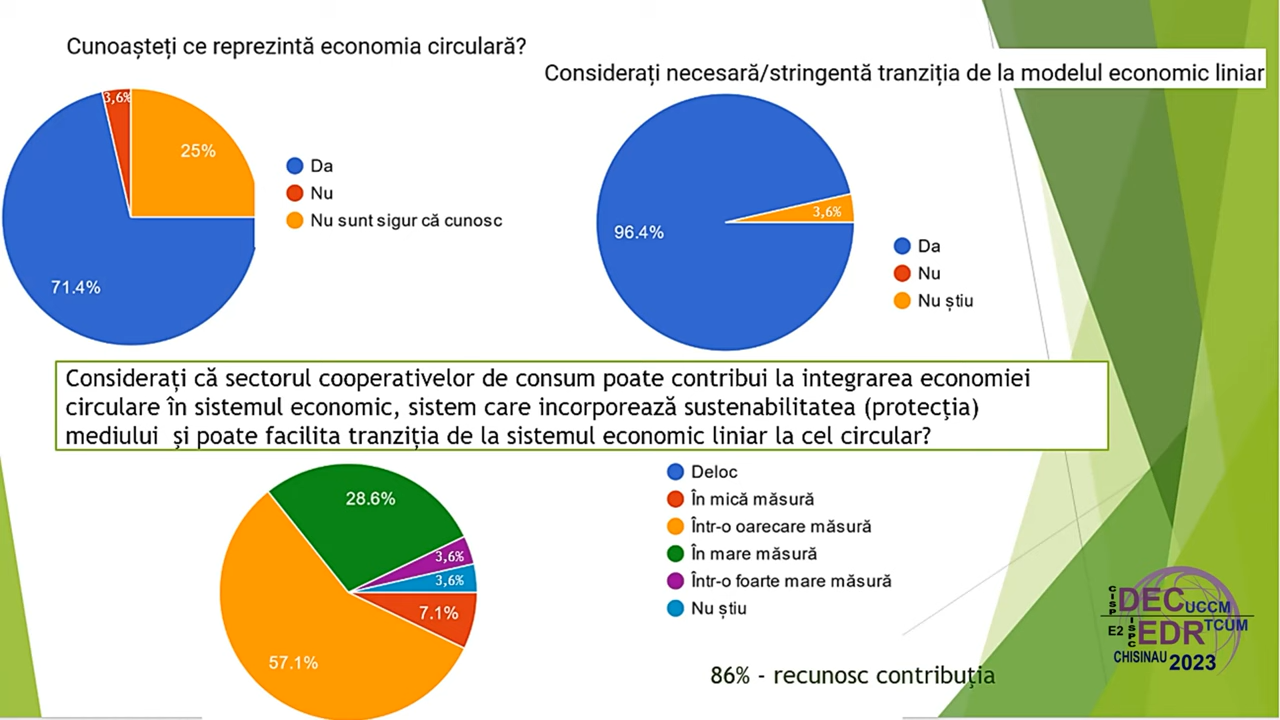 Cunoașteți ce reprezintă economia circulară?
3,6%
25%
71.4%
Da
Nu
Nu sunt sigur că cunosc
Considerați necesară/stringentă tranziția de la modelul economic liniar
96.4%
3,6%
Da
Nu
Nu știu
Considerați că sectorul cooperativelor de consum poate contribui la integrarea economiei
circulare în sistemul economic, sistem care incorporează sustenabilitatea (protecția)
mediului și poate facilita tranziția de la sistemul economic liniar la cel circular?
28.6%
3,6%
3,6%
7.1%
57.1%
Deloc
În mică măsură
Într-o oarecare măsură
În mare măsură
Într-o foarte mare măsură
Nu știu
86% - recunosc contribuţia
CISP DEC UCCM
E2 ISPC EDR TCUM
CHISINAU 2023